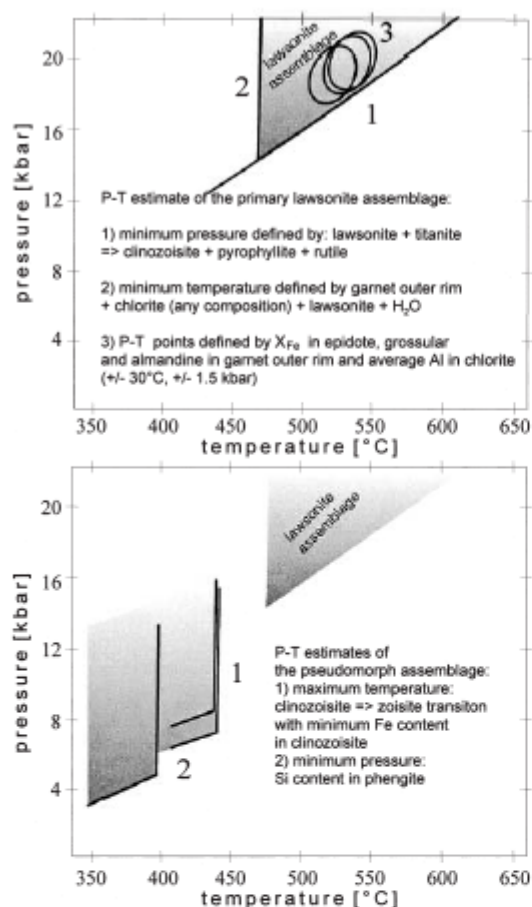 20
16
12
8
4
pressure [kbar]
lawsonite
assemblage
2
3
1
P-T estimate of the primary lawsonite assemblage:
1) minimum pressure defined by: lawsonite + titanite
=> clinozoisite + pyrophyllite + rutile
2) minimum temperature defined by garnet outer rim
+ chlorite (any composition) + lawsonite + H₂O
3) P-T points defined by X_Fe in epidote, grossular
and almandine in garnet outer rim and average Al in chlorite
(+/- 30°C, +/- 1.5 kbar)
350 400 450 500 550 600 650
temperature [°C]
20
16
12
8
4
pressure [kbar]
lawsonite
assemblage
1
2
P-T estimates of
the pseudomorph assemblage:
1) maximum temperature:
clinozoisite => zoisite transiton
with minimum Fe content
in clinozoisite
2) minimum pressure:
Si content in phengite
350 400 450 500 550 600 650
temperature [°C]